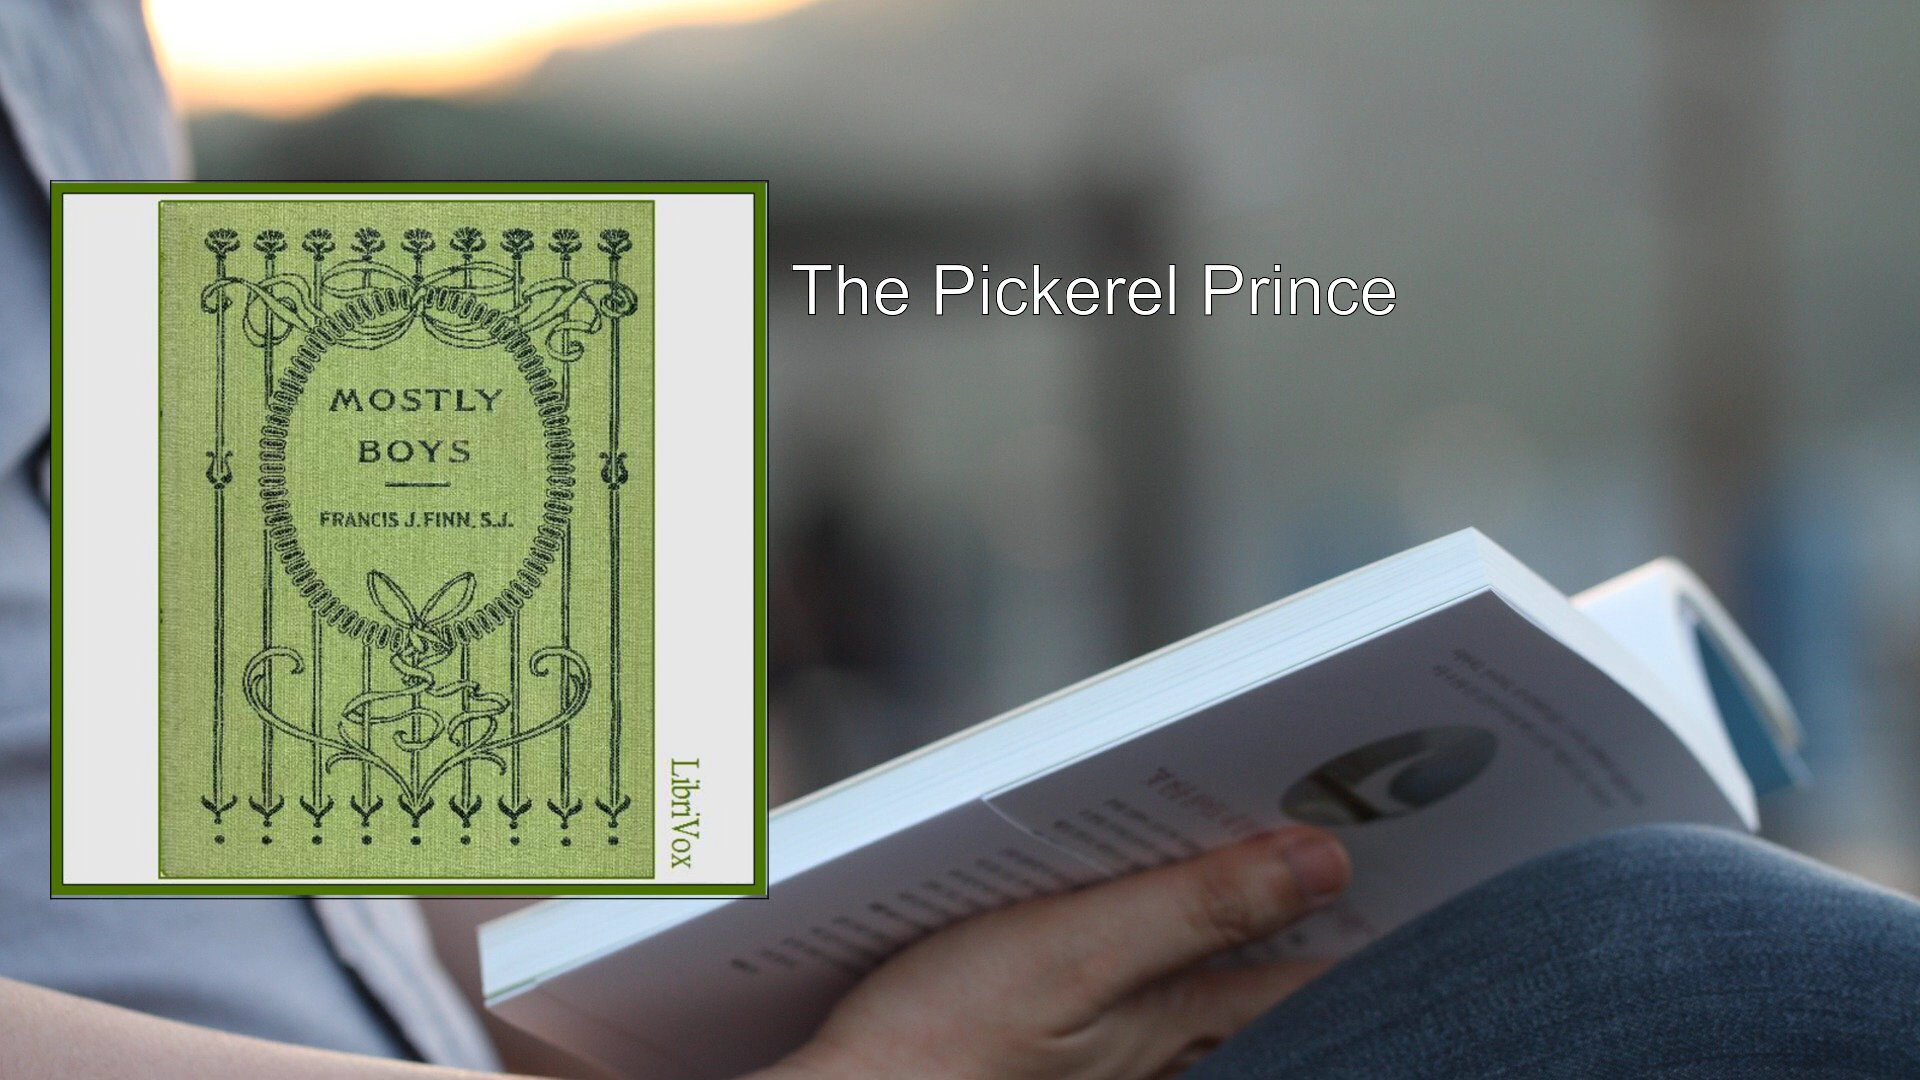 The Pickerel Prince
MOSTLY
BOYS
FRANCIS J. FINN, S.J.
LibriVox